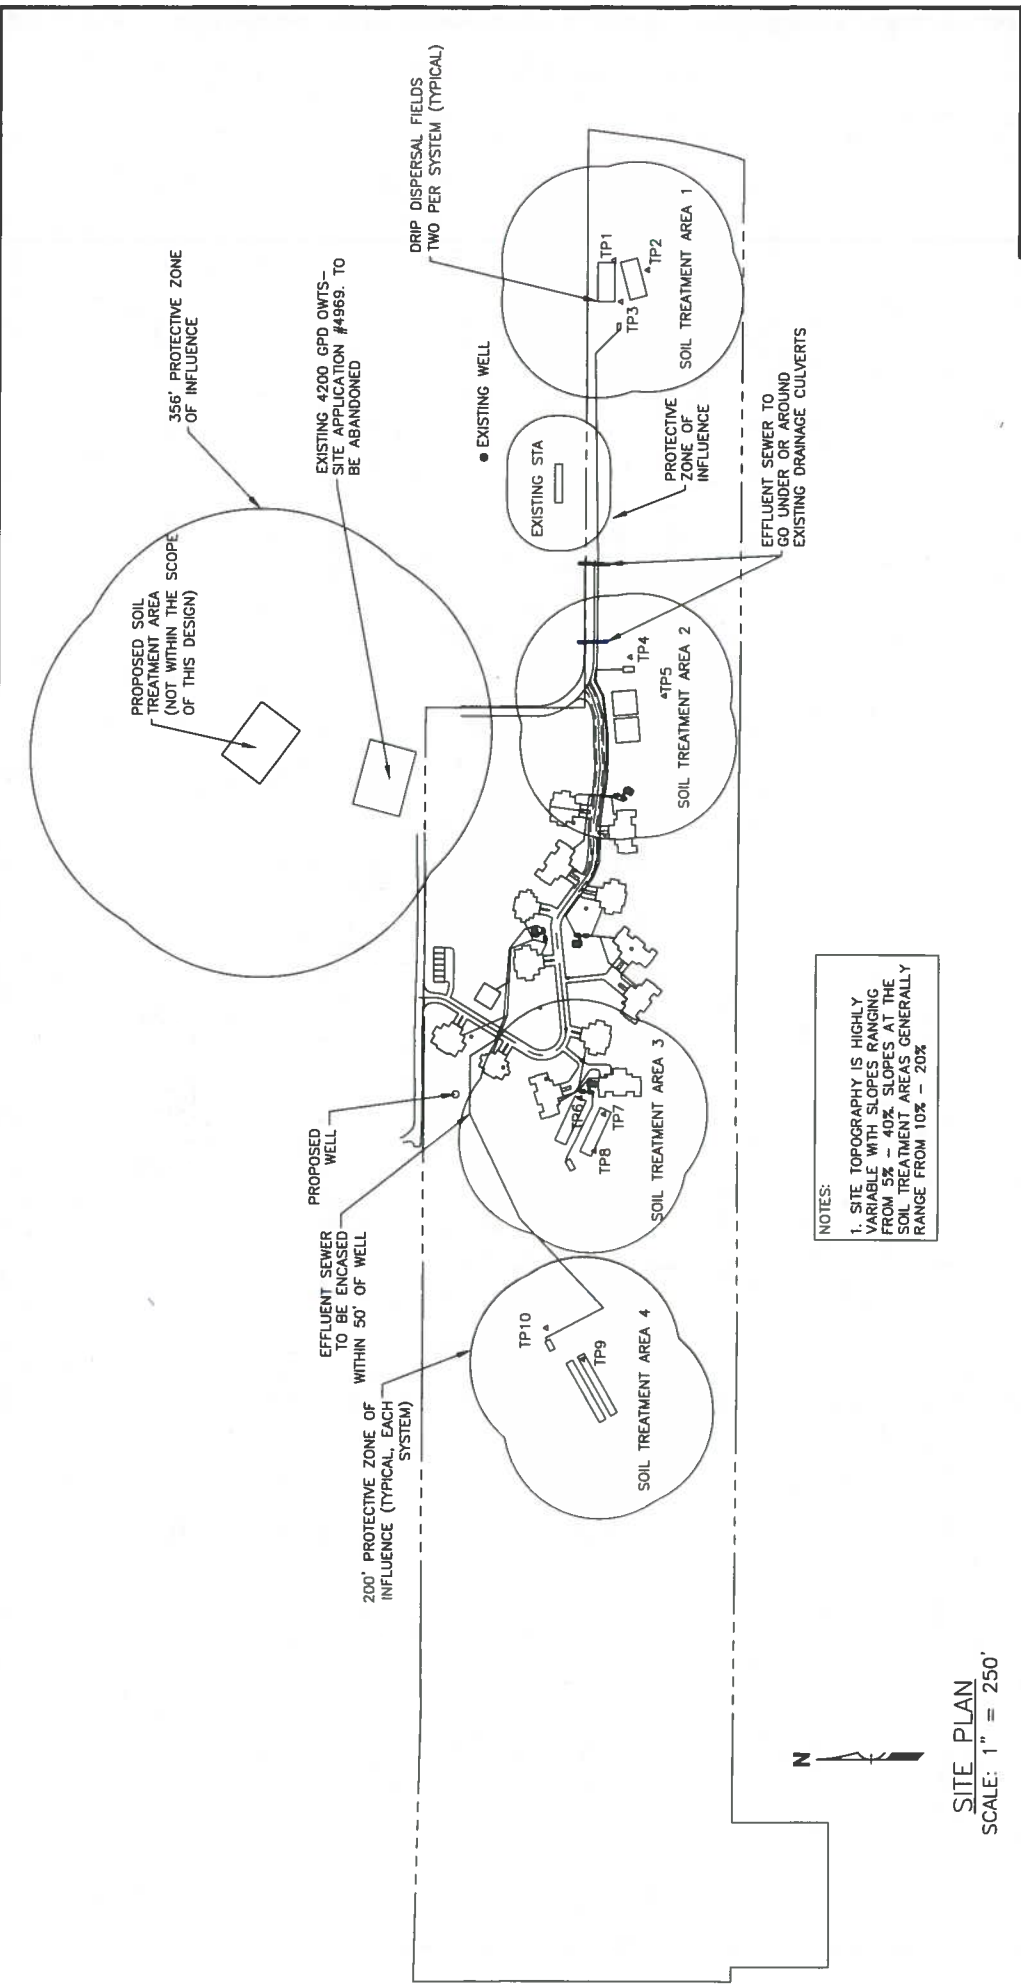 356' PROTECTIVE ZONE
OF INFLUENCE
PROPOSED SOIL
TREATMENT AREA
(NOT WITHIN THE SCOPE
OF THIS DESIGN)
EXISTING 4200 GPD OWTS-
SITE APPLICATION #4969. TO
BE ABANDONED
DRIP DISPERSAL FIELDS
TWO PER SYSTEM (TYPICAL)
EXISTING WELL
EXISTING STA
PROTECTIVE
ZONE OF
INFLUENCE
TP1
TP2
TP3
SOIL TREATMENT AREA 1
EFFLUENT SEWER TO
GO UNDER OR AROUND
EXISTING DRAINAGE CULVERTS
TP4
TP5
SOIL TREATMENT AREA 2
PROPOSED
WELL
EFFLUENT SEWER
TO BE ENCASED
WITHIN 50' OF WELL
TP6
TP7
TP8
SOIL TREATMENT AREA 3
200' PROTECTIVE ZONE OF
INFLUENCE (TYPICAL, EACH
SYSTEM)
TP10
TP9
SOIL TREATMENT AREA 4
NOTES:
1. SITE TOPOGRAPHY IS HIGHLY
VARIABLE WITH SLOPES RANGING
FROM 5% - 40%. SLOPES AT THE
SOIL TREATMENT AREAS GENERALLY
RANGE FROM 10% - 20%
N
SITE PLAN
SCALE: 1" = 250'